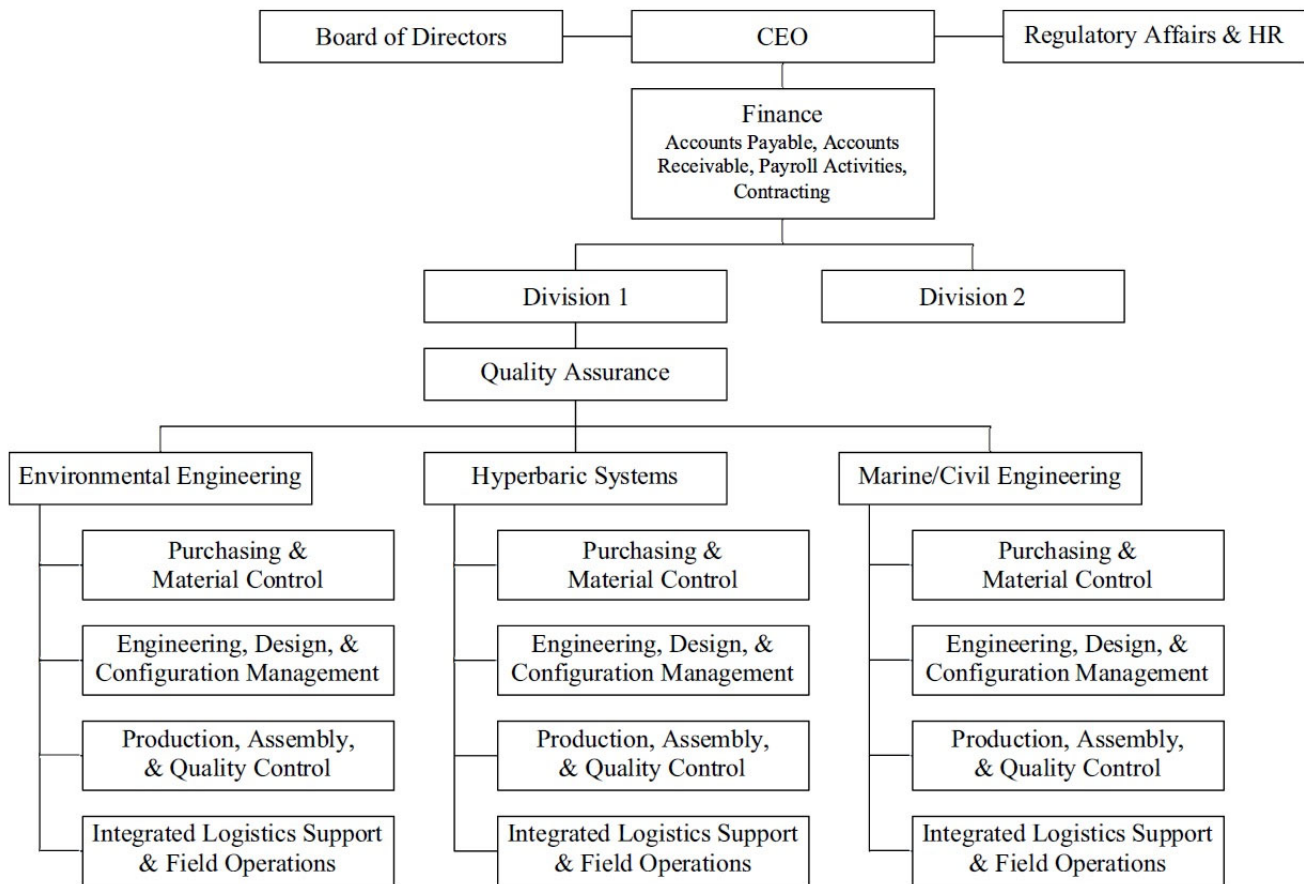 Board of Directors
CEO
Regulatory Affairs & HR
Finance
Accounts Payable, Accounts
Receivable, Payroll Activities,
Contracting
Division 1
Division 2
Quality Assurance
Environmental Engineering
Hyperbaric Systems
Marine/Civil Engineering
Purchasing &
Material Control
Engineering, Design, &
Configuration Management
Production, Assembly,
& Quality Control
Integrated Logistics Support
& Field Operations
Purchasing &
Material Control
Engineering, Design, &
Configuration Management
Production, Assembly,
& Quality Control
Integrated Logistics Support
& Field Operations
Purchasing &
Material Control
Engineering, Design, &
Configuration Management
Production, Assembly,
& Quality Control
Integrated Logistics Support
& Field Operations